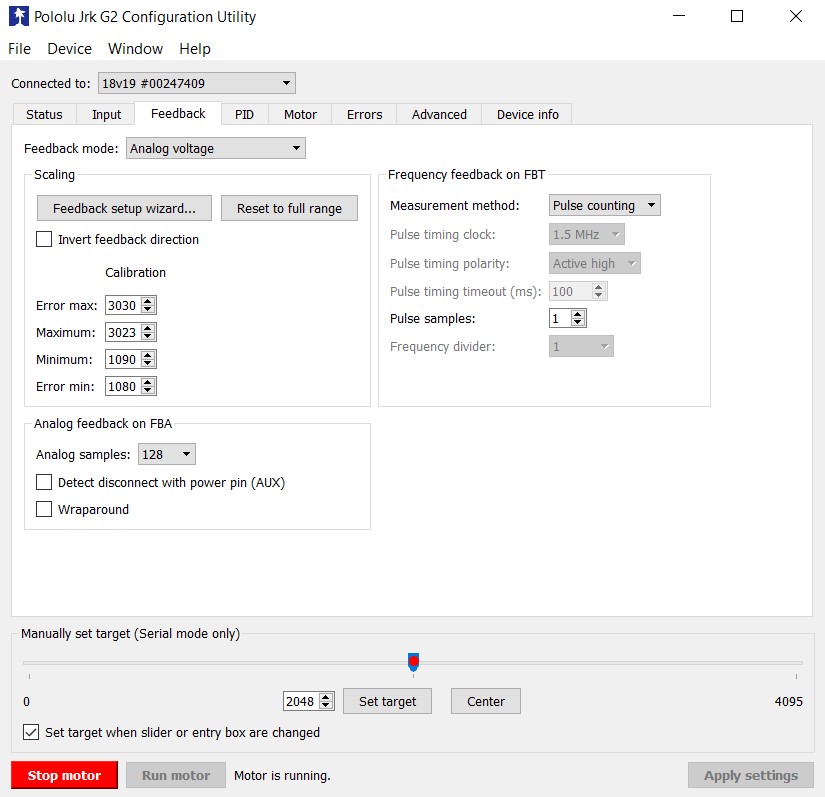 Pololu Jrk G2 Configuration Utility
File Device Window Help
Connected to: 18v19 #00247409
Status Input Feedback PID Motor Errors Advanced Device info
Feedback mode: Analog voltage
Scaling
Feedback setup wizard... Reset to full range
Invert feedback direction
Calibration
Error max: 3030
Maximum: 3023
Minimum: 1090
Error min: 1080
Frequency feedback on FBT
Measurement method: Pulse counting
Pulse timing clock: 1.5 MHz
Pulse timing polarity: Active high
Pulse timing timeout (ms): 100
Pulse samples: 1
Frequency divider: 1
Analog feedback on FBA
Analog samples: 128
Detect disconnect with power pin (AUX)
Wraparound
Manually set target (Serial mode only)
0 2048 Set target Center 4095
Set target when slider or entry box are changed
Stop motor Run motor Motor is running. Apply settings